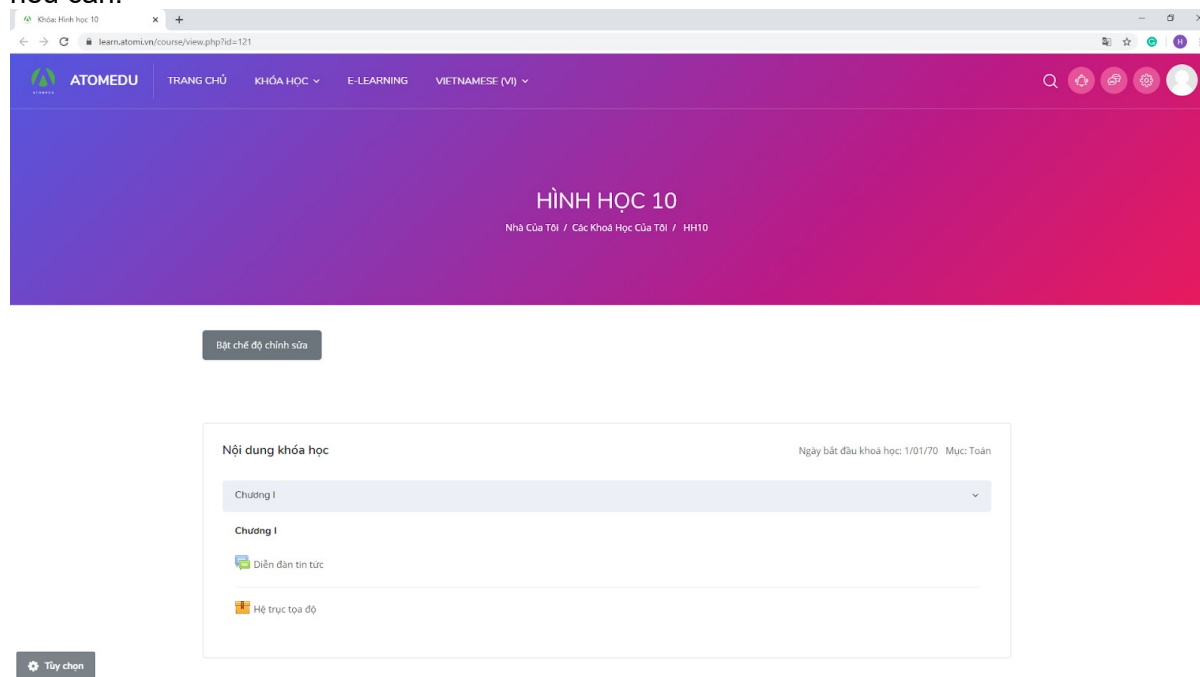 nếu cần.
Khóa: Hình học 10
learn.atomi.vn/course/view.php?id=121
ATOMEDU TRANG CHỦ KHÓA HỌC E-LEARNING VIETNAMESE ‎(VI)‎
HÌNH HỌC 10
Nhà Của Tôi / Các Khoá Học Của Tôi / HH10
Bật chế độ chỉnh sửa
Nội dung khóa học Ngày bắt đầu khoá học: 1/01/70 Mục: Toán
Chương I
Chương I
Diễn đàn tin tức
Hệ trục tọa độ
Tùy chọn